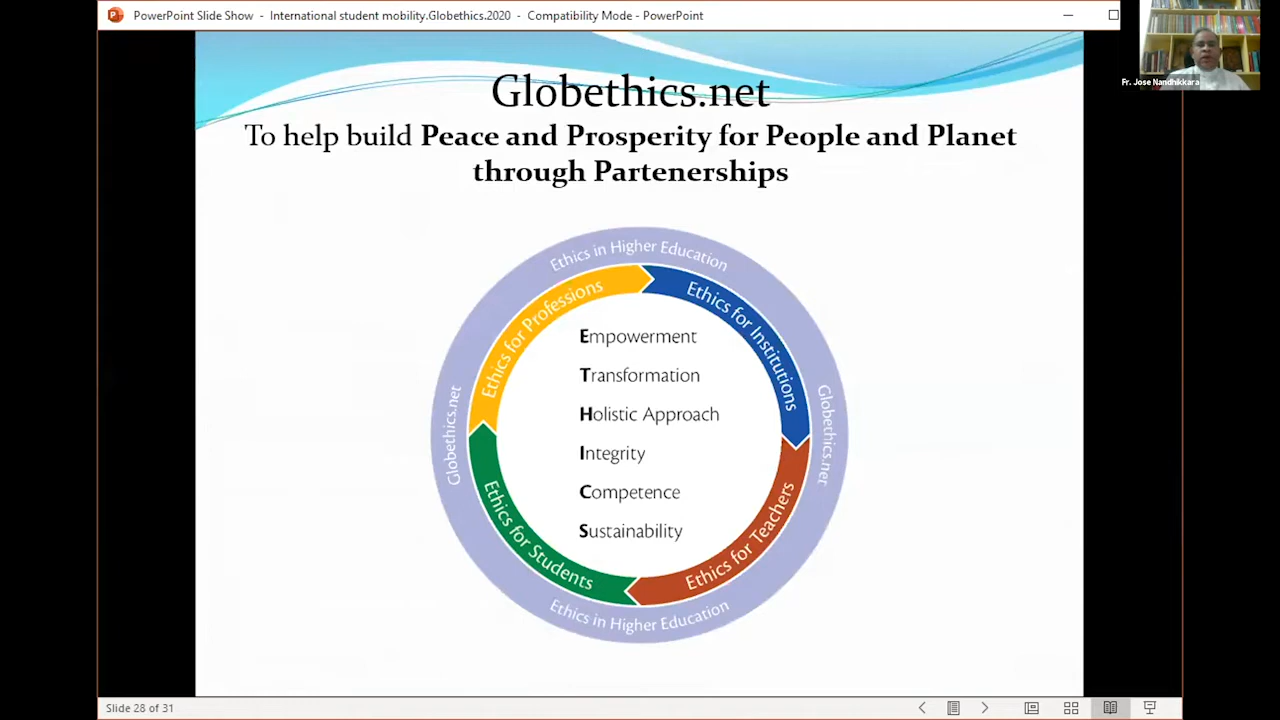 PowerPoint Slide Show - International student mobility.Globethics.2020 - Compatibility Mode - PowerPoint
Fr. Jose Nandhikkara
Globethics.net
To help build Peace and Prosperity for People and Planet
through Partenerships
Ethics in Higher Education
Ethics for Professions
Ethics for Institutions
Globethics.net
Globethics.net
Empowerment
Transformation
Holistic Approach
Integrity
Competence
Sustainability
Ethics for Students
Ethics for Teachers
Ethics in Higher Education
Slide 28 of 31